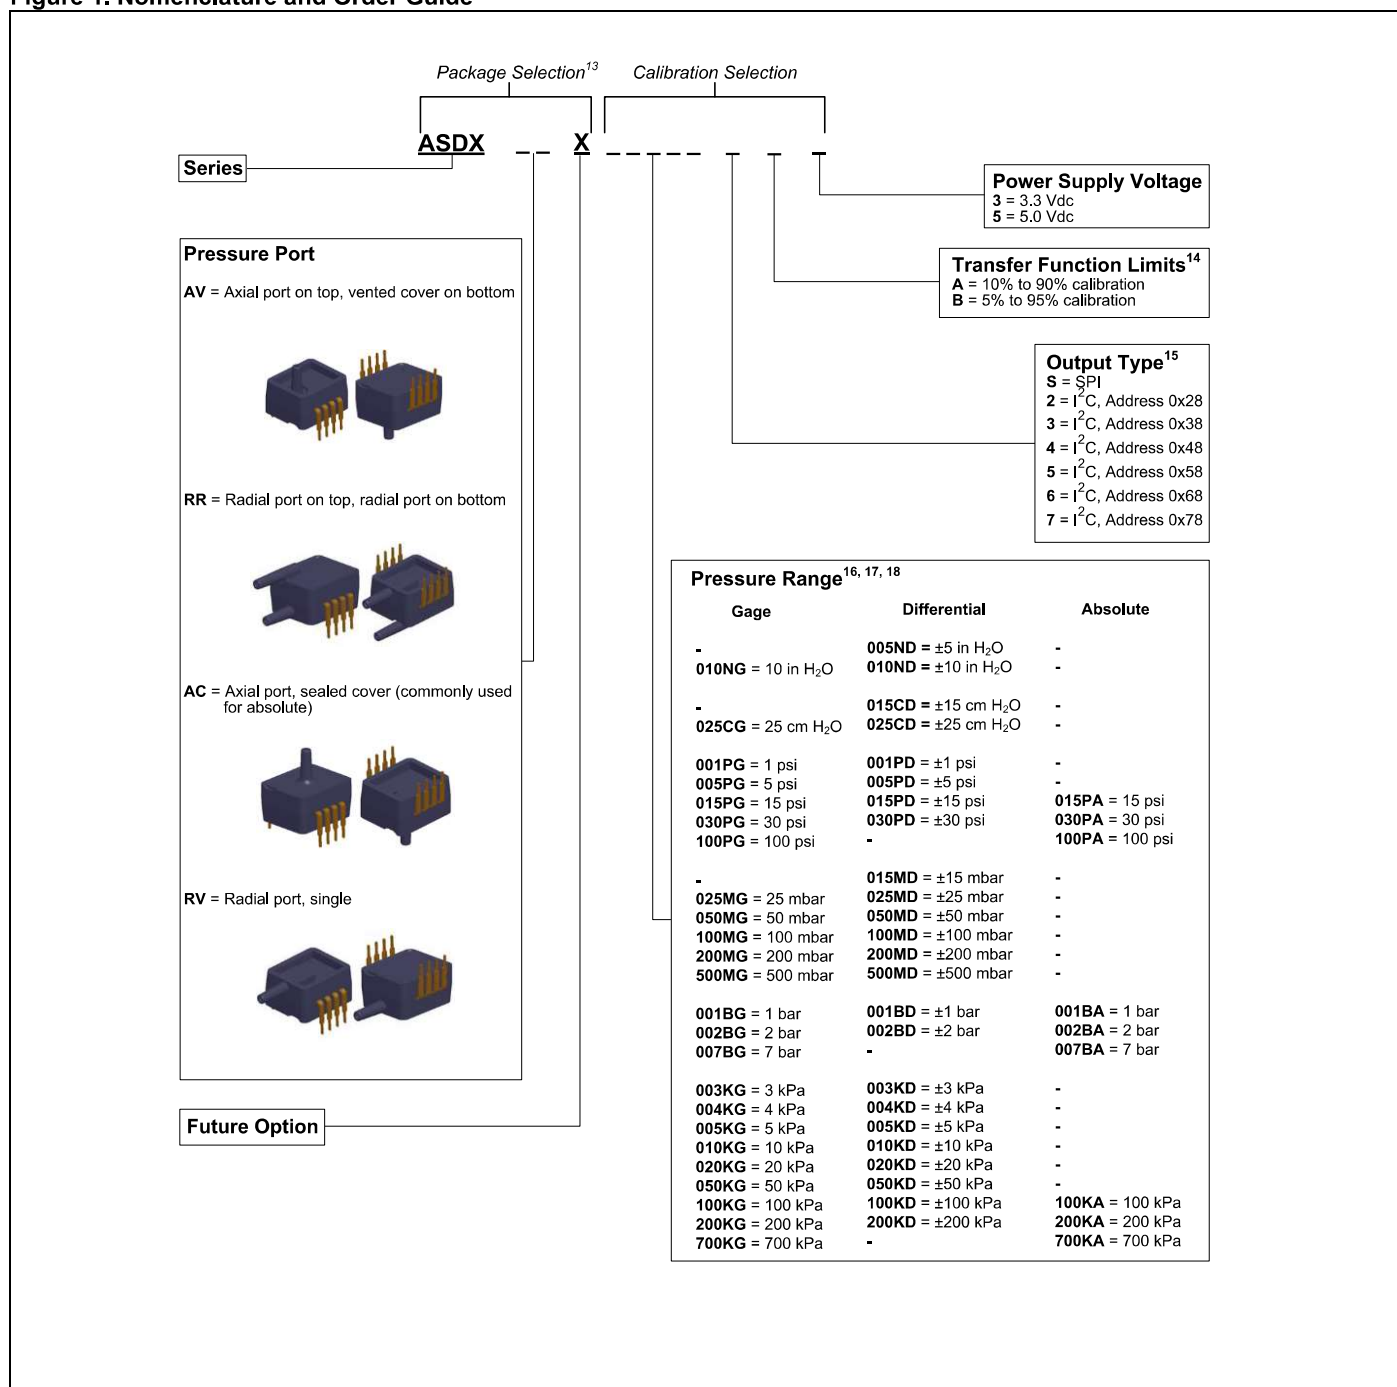 Figure 1. Nomenclature and Order Guide
Package Selection13
Calibration Selection
ASDX _ _ X _ _ _ _ _ _ _ _
Series
Power Supply Voltage
3 = 3.3 Vdc
5 = 5.0 Vdc
Transfer Function Limits14
A = 10% to 90% calibration
B = 5% to 95% calibration
Output Type15
S = SPI
2 = I2C, Address 0x28
3 = I2C, Address 0x38
4 = I2C, Address 0x48
5 = I2C, Address 0x58
6 = I2C, Address 0x68
7 = I2C, Address 0x78
Pressure Port
AV = Axial port on top, vented cover on bottom
RR = Radial port on top, radial port on bottom
AC = Axial port, sealed cover (commonly used
for absolute)
RV = Radial port, single
Future Option
Pressure Range16, 17, 18
Gage Differential Absolute
- 005ND = ±5 in H2O -
010NG = 10 in H2O 010ND = ±10 in H2O -
- 015CD = ±15 cm H2O -
025CG = 25 cm H2O 025CD = ±25 cm H2O -
001PG = 1 psi 001PD = ±1 psi -
005PG = 5 psi 005PD = ±5 psi -
015PG = 15 psi 015PD = ±15 psi 015PA = 15 psi
030PG = 30 psi 030PD = ±30 psi 030PA = 30 psi
100PG = 100 psi - 100PA = 100 psi
- 015MD = ±15 mbar -
025MG = 25 mbar 025MD = ±25 mbar -
050MG = 50 mbar 050MD = ±50 mbar -
100MG = 100 mbar 100MD = ±100 mbar -
200MG = 200 mbar 200MD = ±200 mbar -
500MG = 500 mbar 500MD = ±500 mbar -
001BG = 1 bar 001BD = ±1 bar 001BA = 1 bar
002BG = 2 bar 002BD = ±2 bar 002BA = 2 bar
007BG = 7 bar - 007BA = 7 bar
003KG = 3 kPa 003KD = ±3 kPa -
004KG = 4 kPa 004KD = ±4 kPa -
005KG = 5 kPa 005KD = ±5 kPa -
010KG = 10 kPa 010KD = ±10 kPa -
020KG = 20 kPa 020KD = ±20 kPa -
050KG = 50 kPa 050KD = ±50 kPa -
100KG = 100 kPa 100KD = ±100 kPa 100KA = 100 kPa
200KG = 200 kPa 200KD = ±200 kPa 200KA = 200 kPa
700KG = 700 kPa - 700KA = 700 kPa